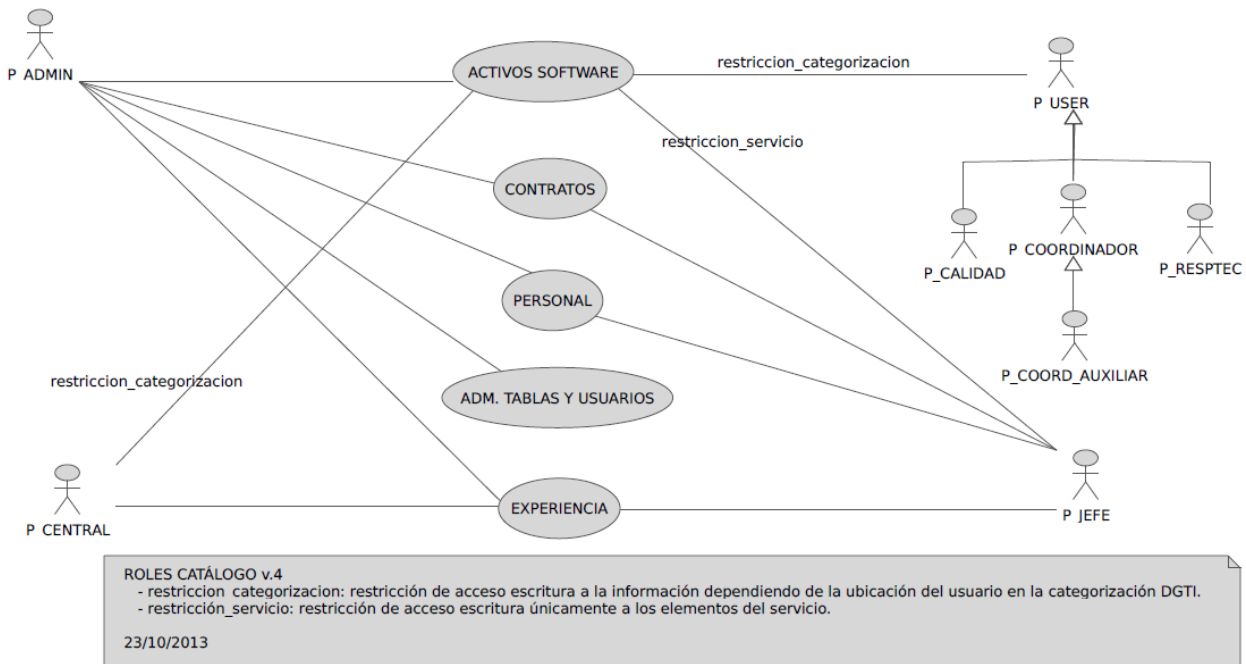 P_ADMIN
ACTIVOS SOFTWARE
restriccion_categorizacion
P_USER
restriccion_servicio
CONTRATOS
P_CALIDAD
P_COORDINADOR
P_RESPTEC
PERSONAL
P_COORD_AUXILIAR
restriccion_categorizacion
ADM. TABLAS Y USUARIOS
P_CENTRAL
EXPERIENCIA
P_JEFE
ROLES CATÁLOGO v.4
- restriccion_categorizacion: restricción de acceso escritura a la información dependiendo de la ubicación del usuario en la categorización DGTI.
- restricción_servicio: restricción de acceso escritura únicamente a los elementos del servicio.
23/10/2013